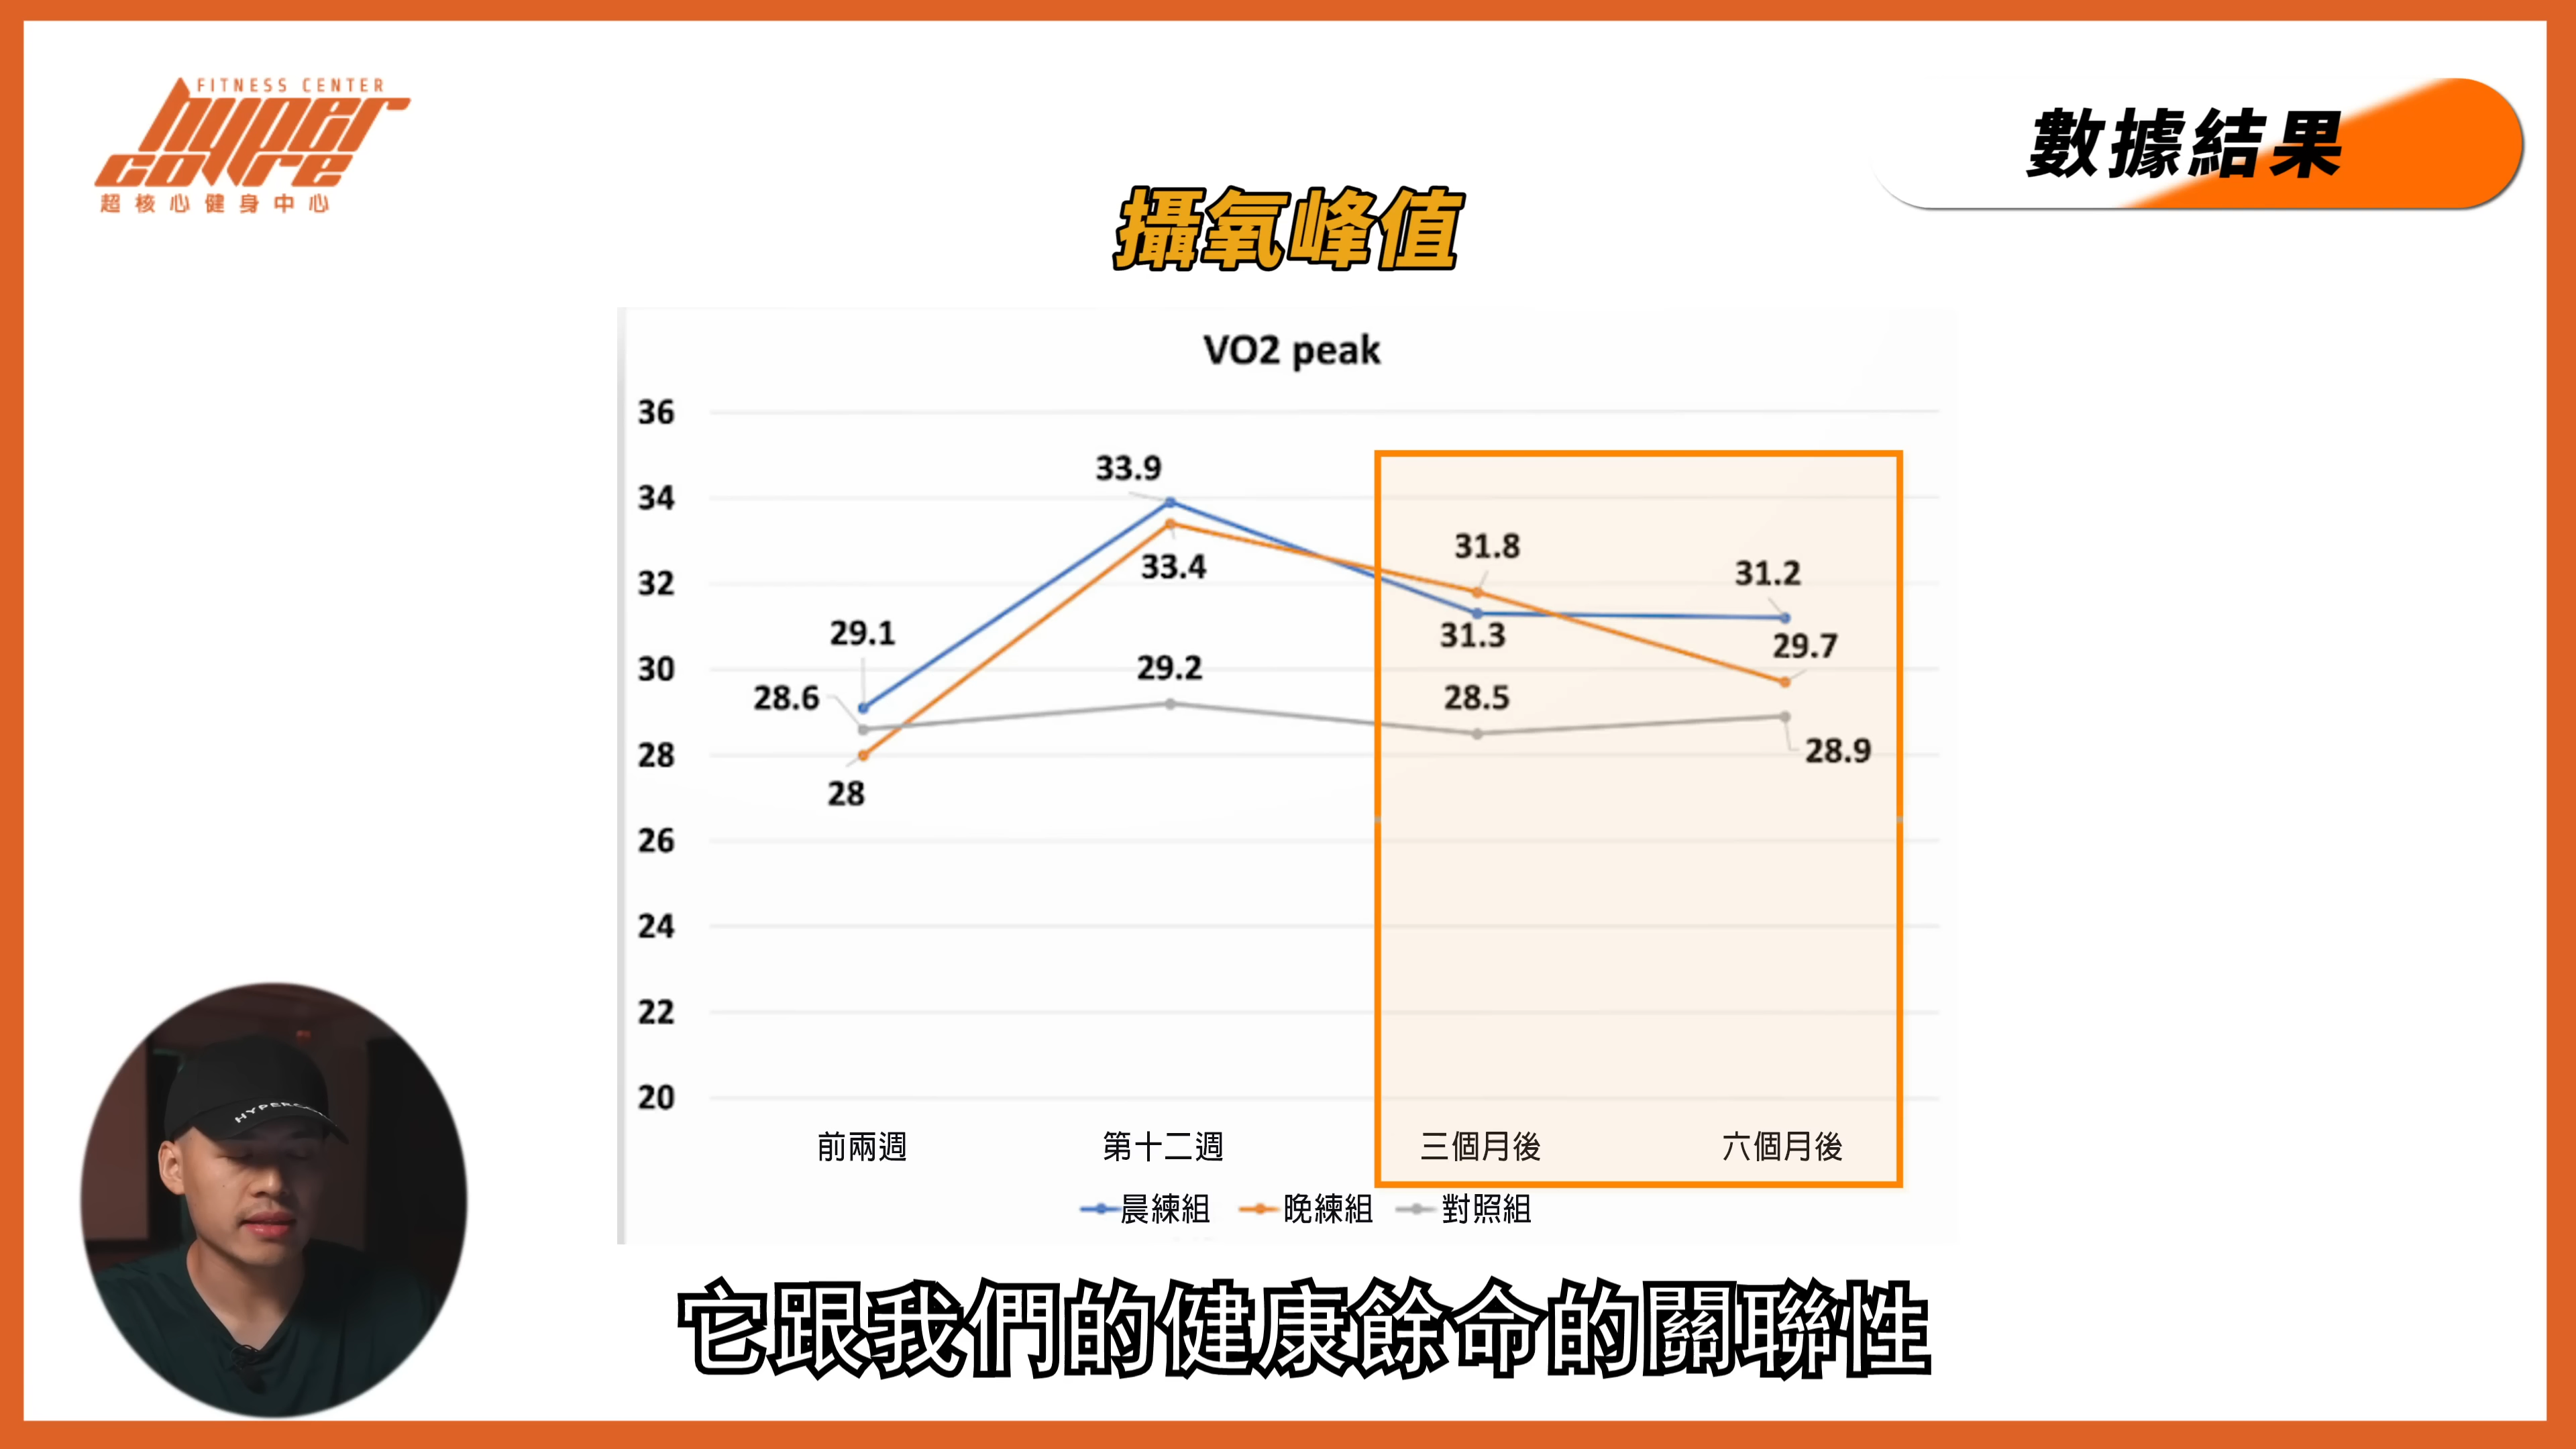 FITNESS CENTER
hyper
core
超核心健身中心
數據結果
攝氧峰值
VO2 peak
36
34
32
30
28
26
24
22
20
29.1
28.6
28
33.9
33.4
29.2
31.8
31.3
28.5
31.2
29.7
28.9
前兩週
第十二週
三個月後
六個月後
晨練組
晚練組
對照組
它跟我們的健康餘命的關聯性